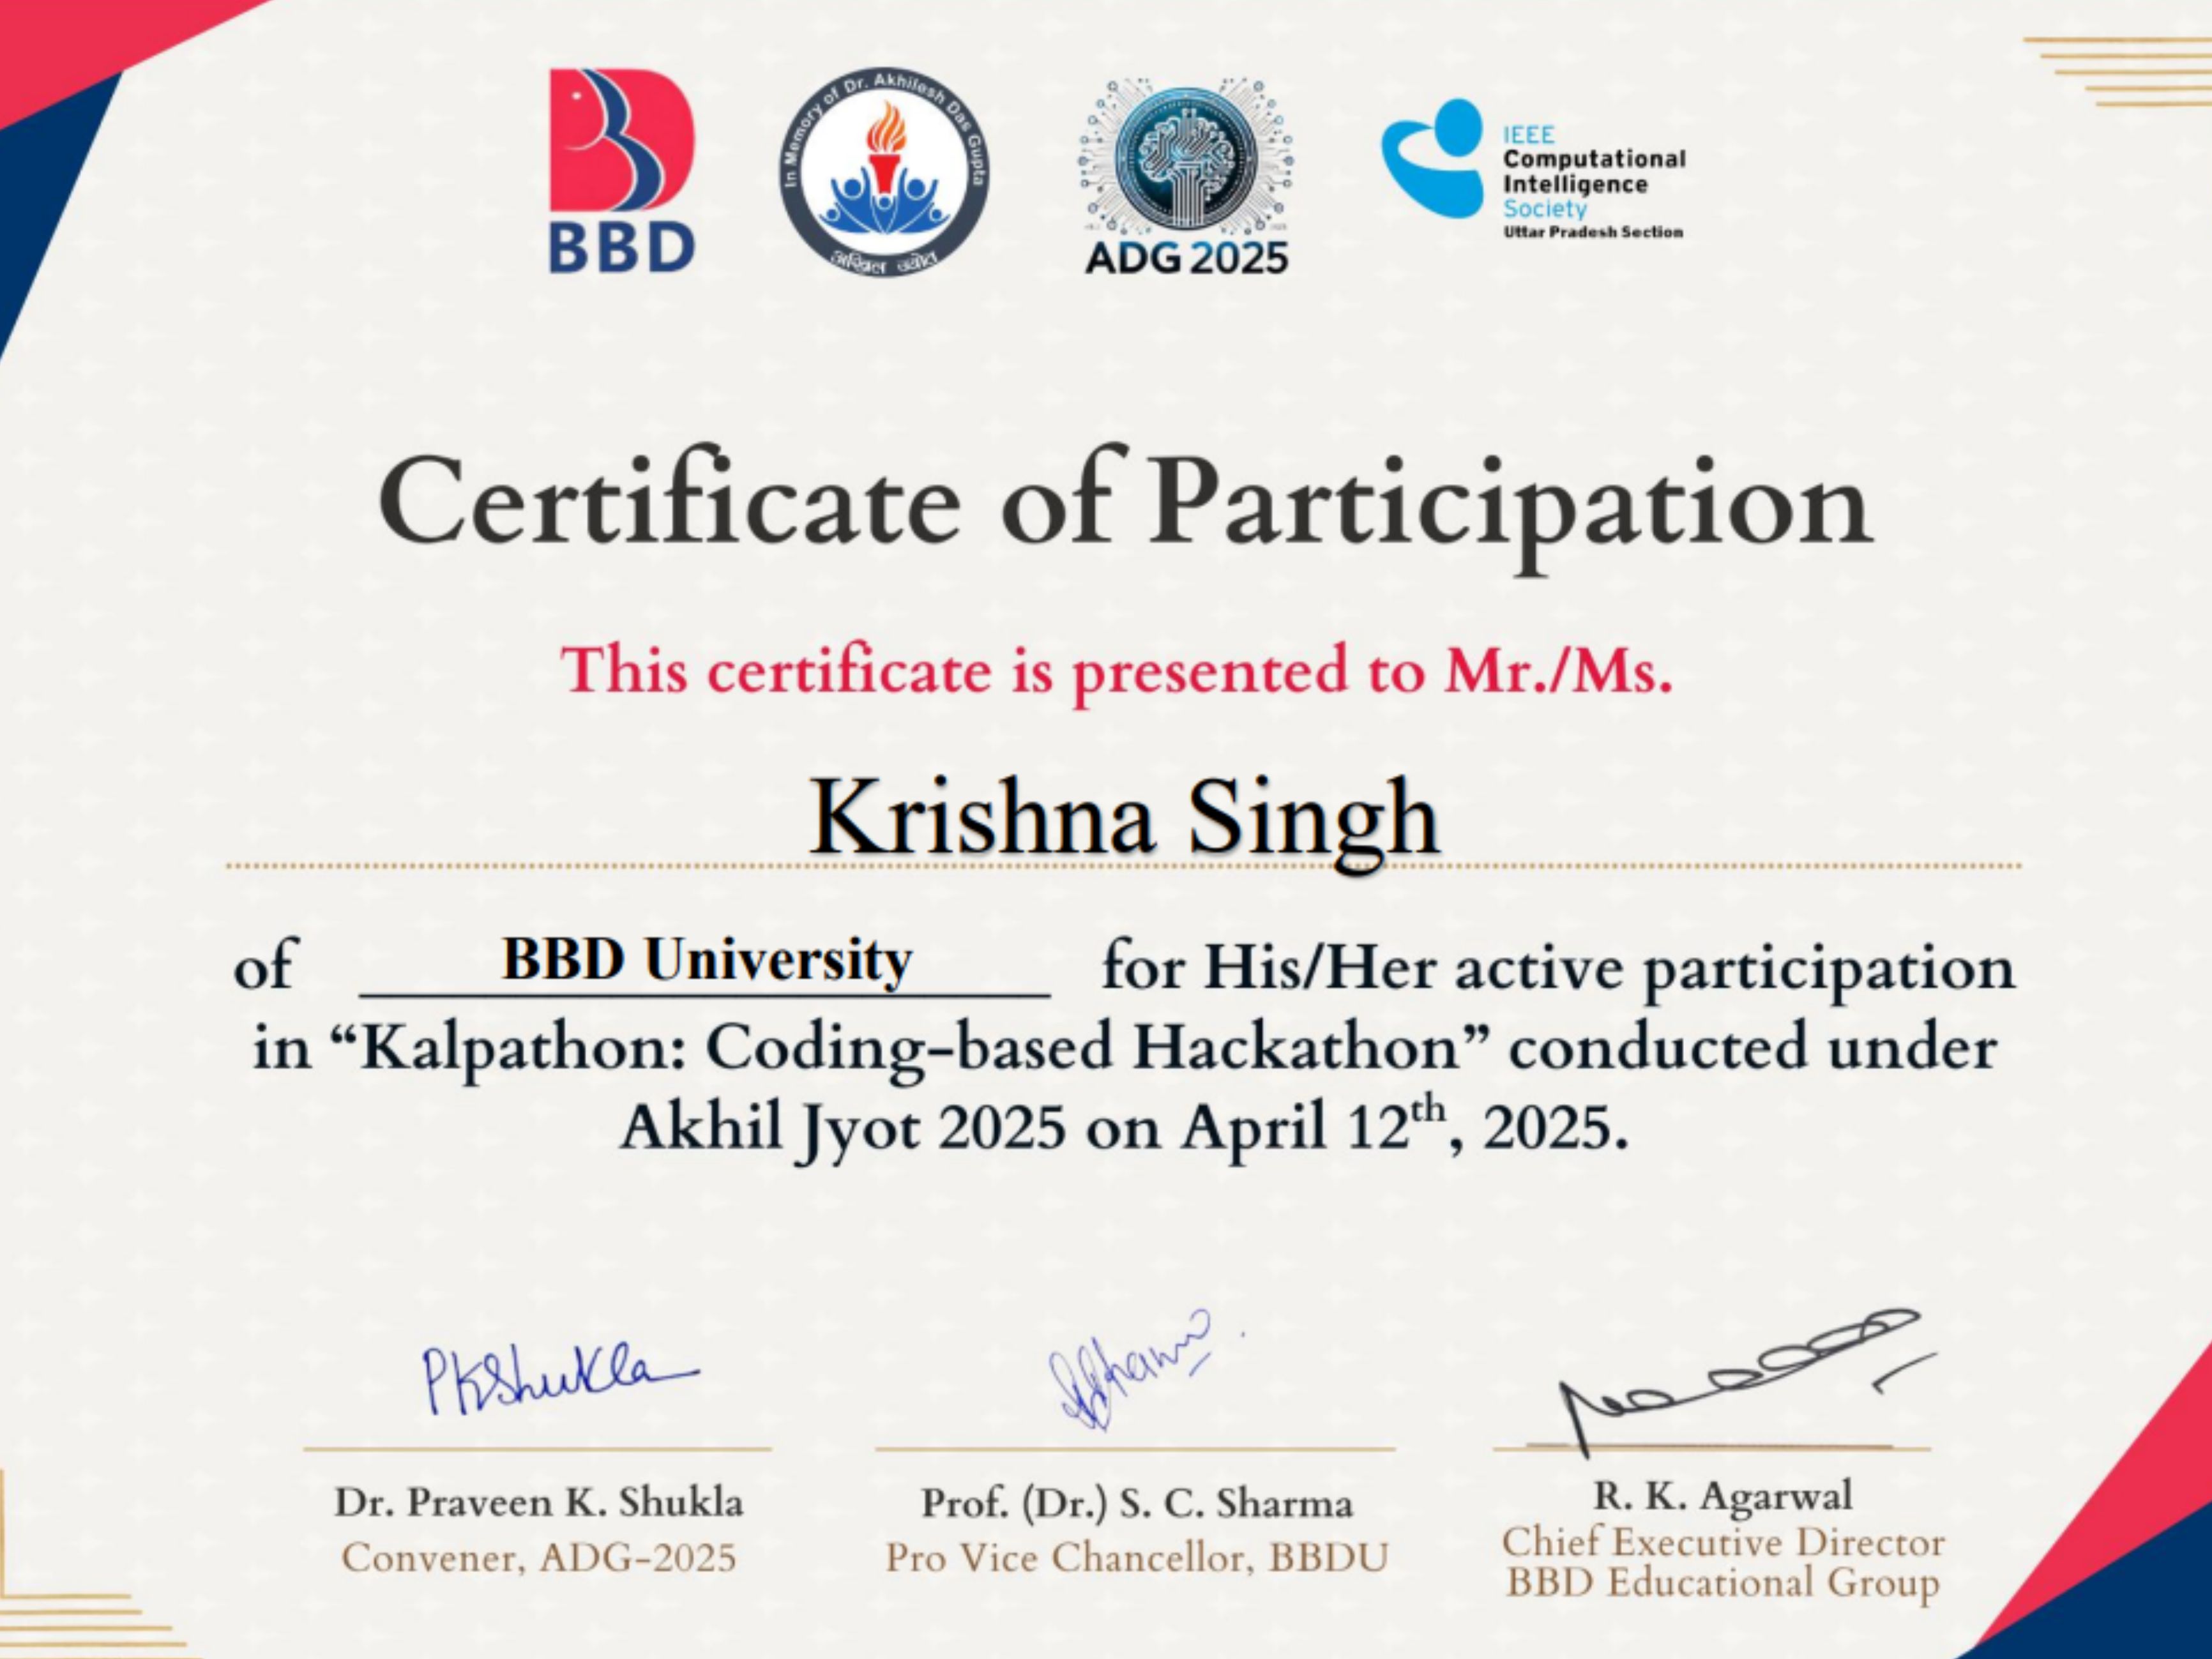 BBD
In Memory of Dr. Akhilesh Das Gupta
अखिल ज्योति
ADG 2025
IEEE
Computational
Intelligence
Society
Uttar Pradesh Section
Certificate of Participation
This certificate is presented to Mr./Ms.
Krishna Singh
of BBD University for His/Her active participation
in “Kalpathon: Coding-based Hackathon” conducted under
Akhil Jyot 2025 on April 12th, 2025.
PKShukla
Dr. Praveen K. Shukla
Convener, ADG-2025
Prof. (Dr.) S. C. Sharma
Pro Vice Chancellor, BBDU
R. K. Agarwal
Chief Executive Director
BBD Educational Group